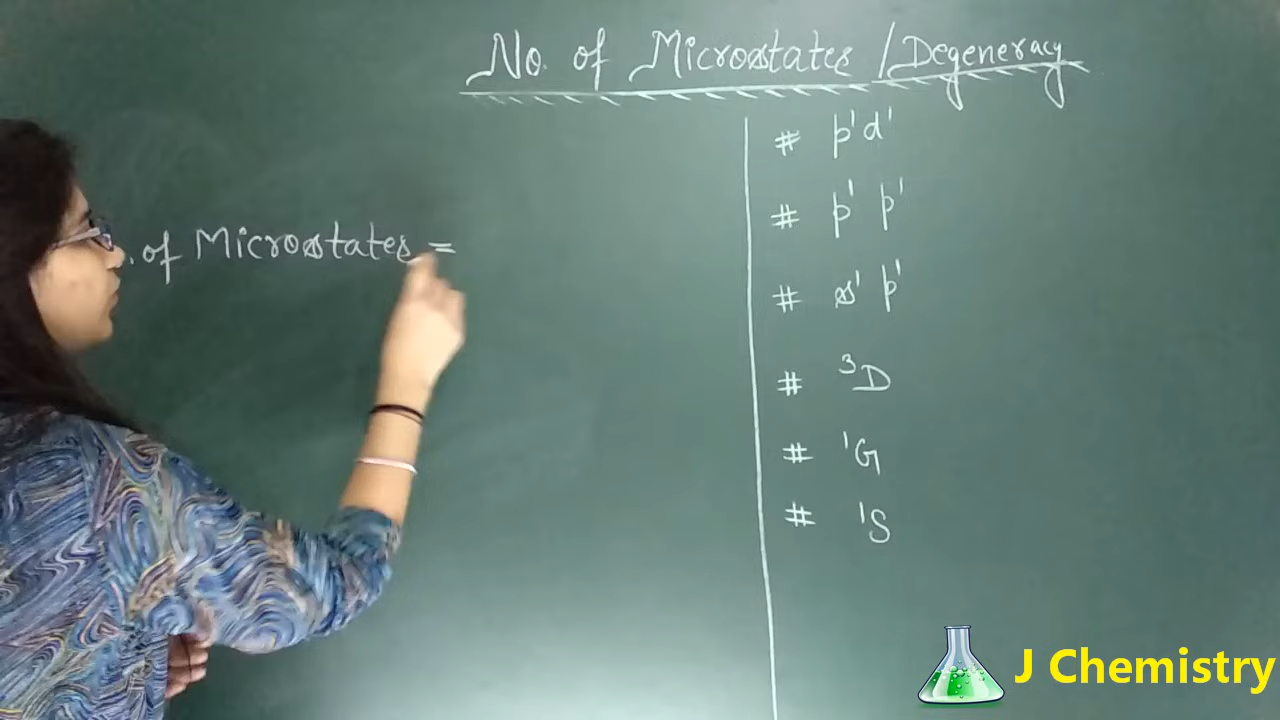 No. of Microstates / Degeneracy
. of Microstates =
# p¹d¹
# p¹ p¹
# s¹ p¹
# ³D
# ¹G
# ¹S
J Chemistry